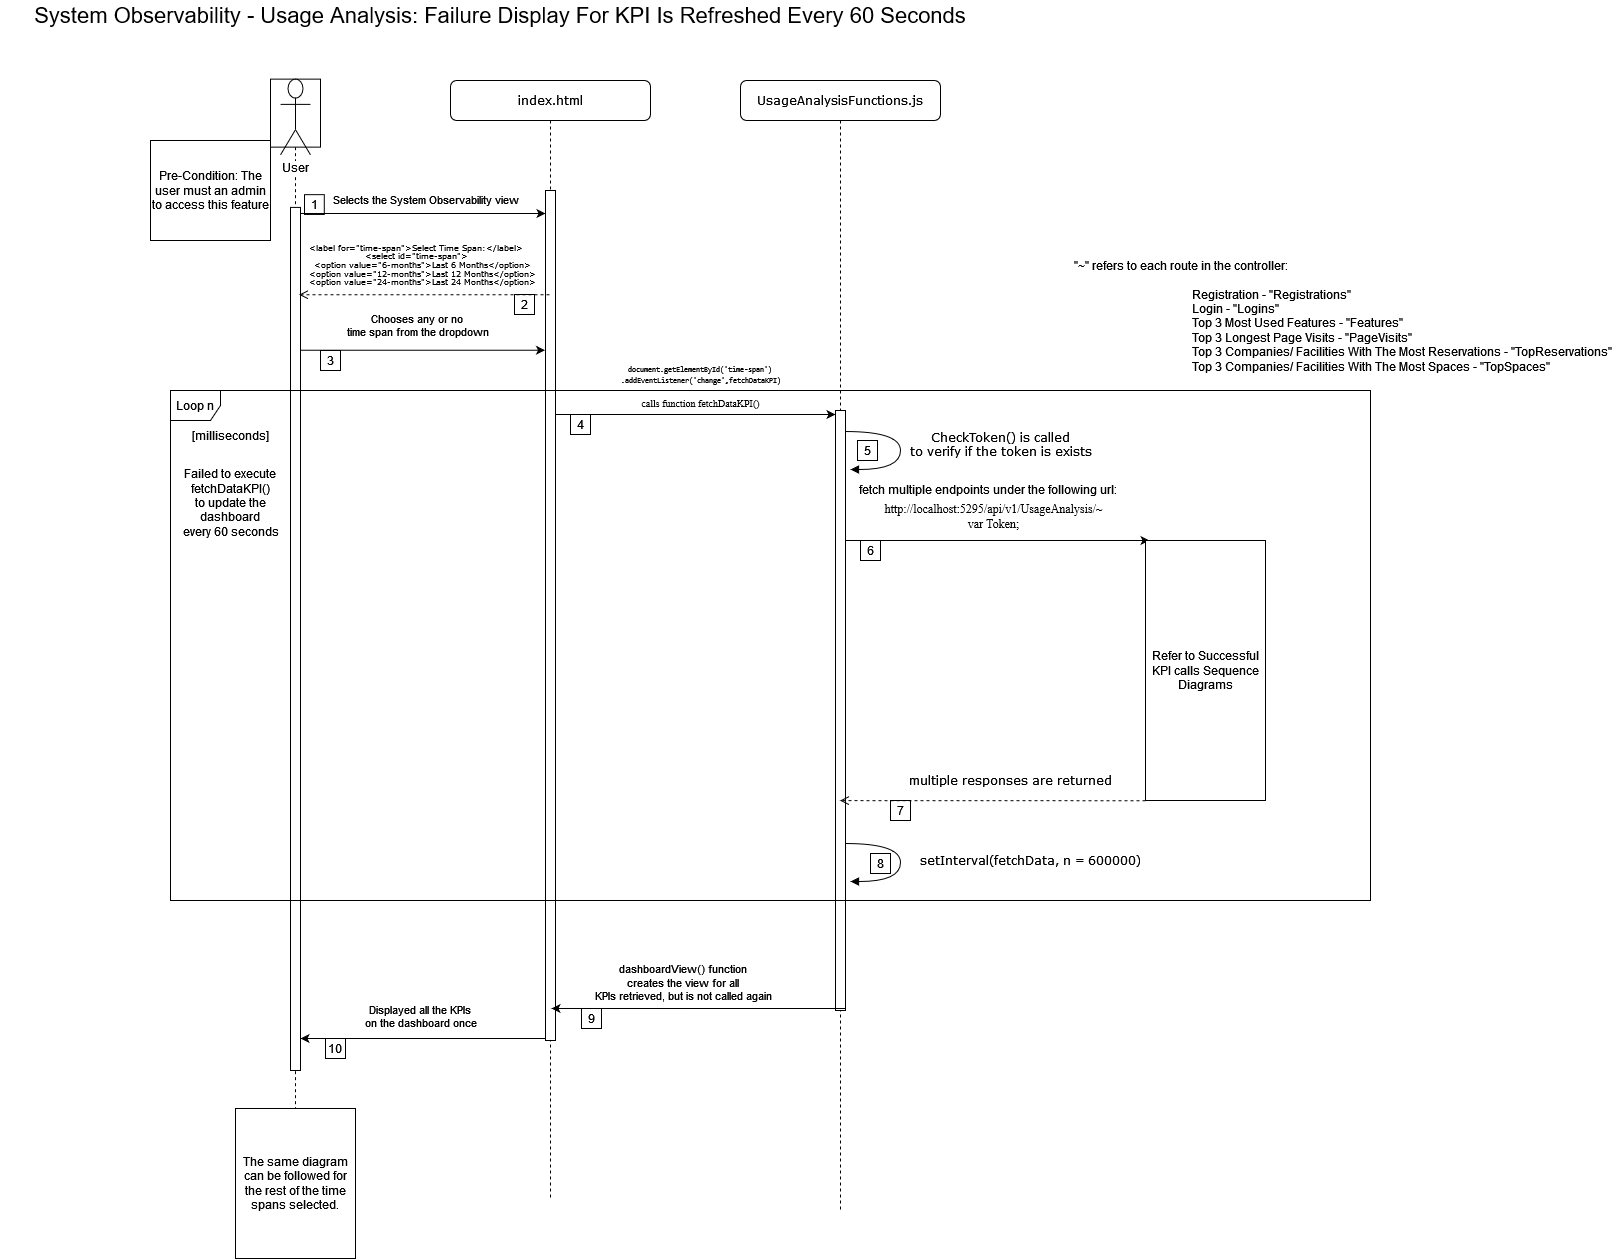 System Observability - Usage Analysis: Failure Display For KPI Is Refreshed Every 60 Seconds
index.html
UsageAnalysisFunctions.js
User
Pre-Condition: The
user must an admin
to access this feature
1
Selects the System Observability view
<label for="time-span">Select Time Span:</label>
<select id="time-span">
<option value="6-months">Last 6 Months</option>
<option value="12-months">Last 12 Months</option>
<option value="24-months">Last 24 Months</option>
2
"~" refers to each route in the controller:
Registration - "Registrations"
Login - "Logins"
Top 3 Most Used Features - "Features"
Top 3 Longest Page Visits - "PageVisits"
Top 3 Companies/ Facilities With The Most Reservations - "TopReservations"
Top 3 Companies/ Facilities With The Most Spaces - "TopSpaces"
Chooses any or no
time span from the dropdown
3
document.getElementById('time-span')
.addEventListener('change',fetchDataKPI)
Loop n
[milliseconds]
Failed to execute
fetchDataKPI()
to update the
dashboard
every 60 seconds
calls function fetchDataKPI()
4
5
CheckToken() is called
to verify if the token is exists
fetch multiple endpoints under the following url:
http://localhost:5295/api/v1/UsageAnalysis/~
var Token;
6
Refer to Successful
KPI calls Sequence
Diagrams
multiple responses are returned
7
8
setInterval(fetchData, n = 600000)
dashboardView() function
creates the view for all
KPIs retrieved, but is not called again
9
Displayed all the KPIs
on the dashboard once
10
The same diagram
can be followed for
the rest of the time
spans selected.